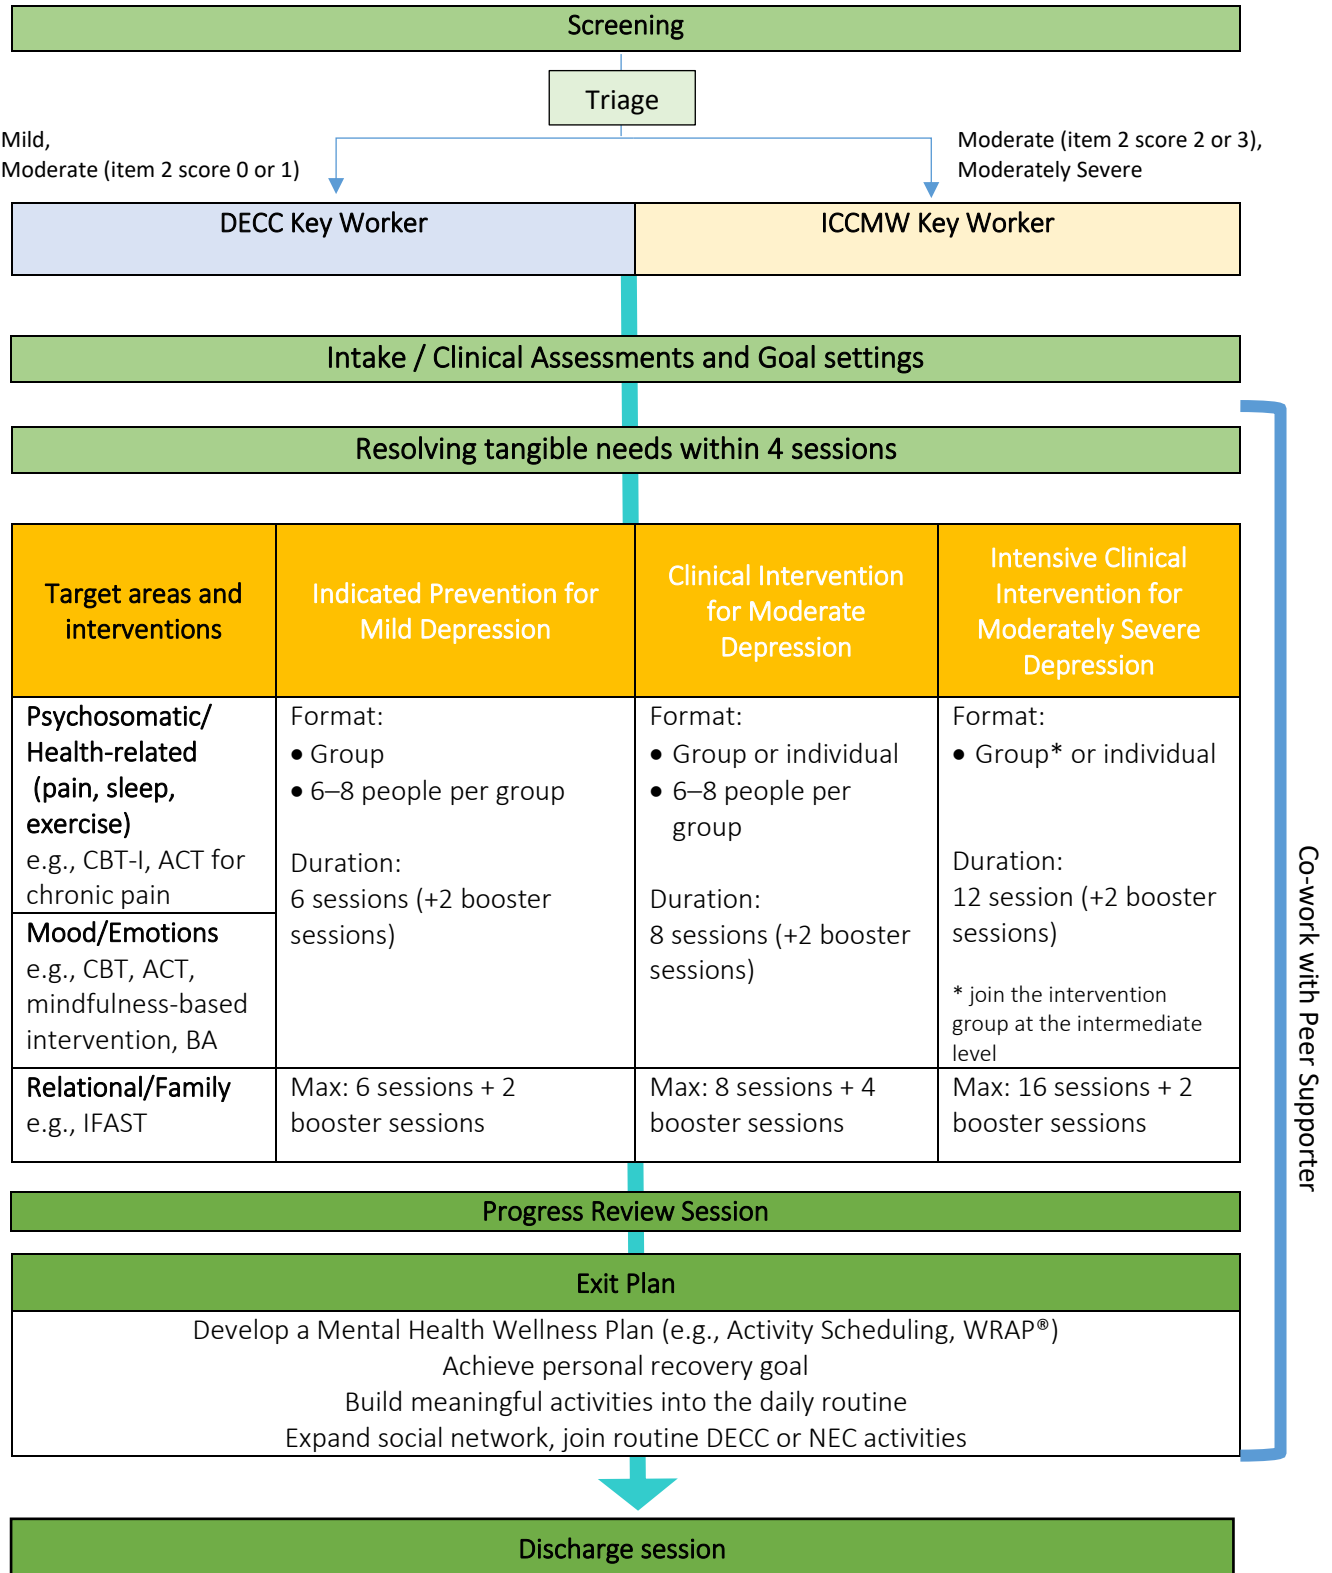 Screening
Triage
Mild,
Moderate (item 2 score 0 or 1)
Moderate (item 2 score 2 or 3),
Moderately Severe
DECC Key Worker
ICCMW Key Worker
Intake / Clinical Assessments and Goal settings
Resolving tangible needs within 4 sessions
Target areas and
interventions
Indicated Prevention for
Mild Depression
Clinical Intervention
for Moderate
Depression
Intensive Clinical
Intervention for
Moderately Severe
Depression
Psychosomatic/
Health-related
(pain, sleep,
exercise)
e.g., CBT-I, ACT for
chronic pain
Mood/Emotions
e.g., CBT, ACT,
mindfulness-based
intervention, BA
Format:
• Group
• 6–8 people per group
Duration:
6 sessions (+2 booster
sessions)
Format:
• Group or individual
• 6–8 people per
group
Duration:
8 sessions (+2 booster
sessions)
Format:
• Group* or individual
Duration:
12 session (+2 booster
sessions)
* join the intervention
group at the intermediate
level
Relational/Family
e.g., IFAST
Max: 6 sessions + 2
booster sessions
Max: 8 sessions + 4
booster sessions
Max: 16 sessions + 2
booster sessions
Co-work with Peer Supporter
Progress Review Session
Exit Plan
Develop a Mental Health Wellness Plan (e.g., Activity Scheduling, WRAP®)
Achieve personal recovery goal
Build meaningful activities into the daily routine
Expand social network, join routine DECC or NEC activities
Discharge session